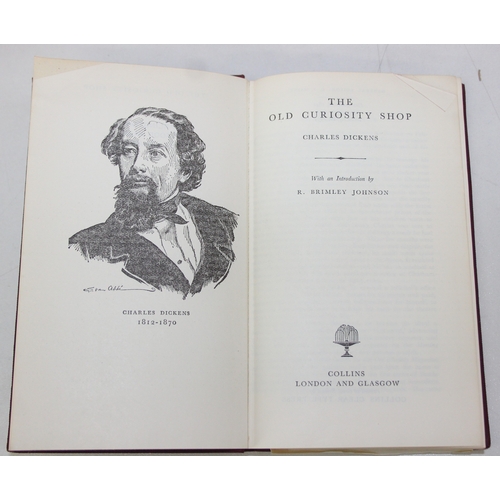 CHARLES DICKENS
1812-1870
THE
OLD CURIOSITY SHOP
CHARLES DICKENS
With an Introduction by
R. BRIMLEY JOHNSON
COLLINS
LONDON AND GLASGOW